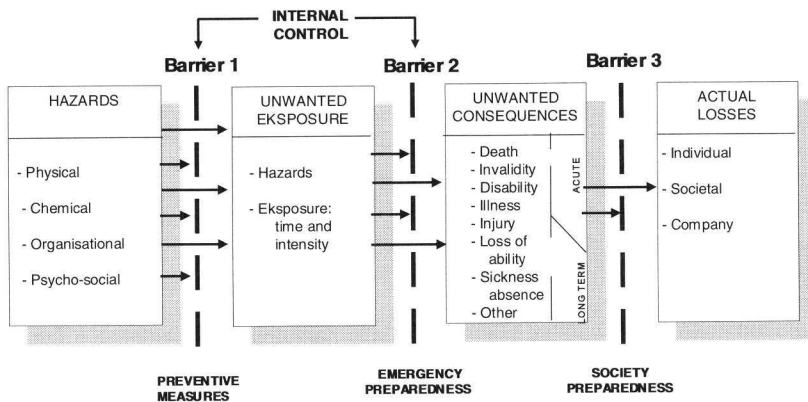 INTERNAL
CONTROL
Barrier 1
Barrier 2
Barrier 3
HAZARDS
- Physical
- Chemical
- Organisational
- Psycho-social
UNWANTED
EKSPOSURE
- Hazards
- Eksposure:
time and
intensity
UNWANTED
CONSEQUENCES
- Death
- Invalidity
- Disability
- Illness
- Injury
- Loss of
ability
- Sickness
absence
- Other
ACUTE
LONG TERM
ACTUAL
LOSSES
- Individual
- Societal
- Company
PREVENTIVE
MEASURES
EMERGENCY
PREPAREDNESS
SOCIETY
PREPAREDNESS